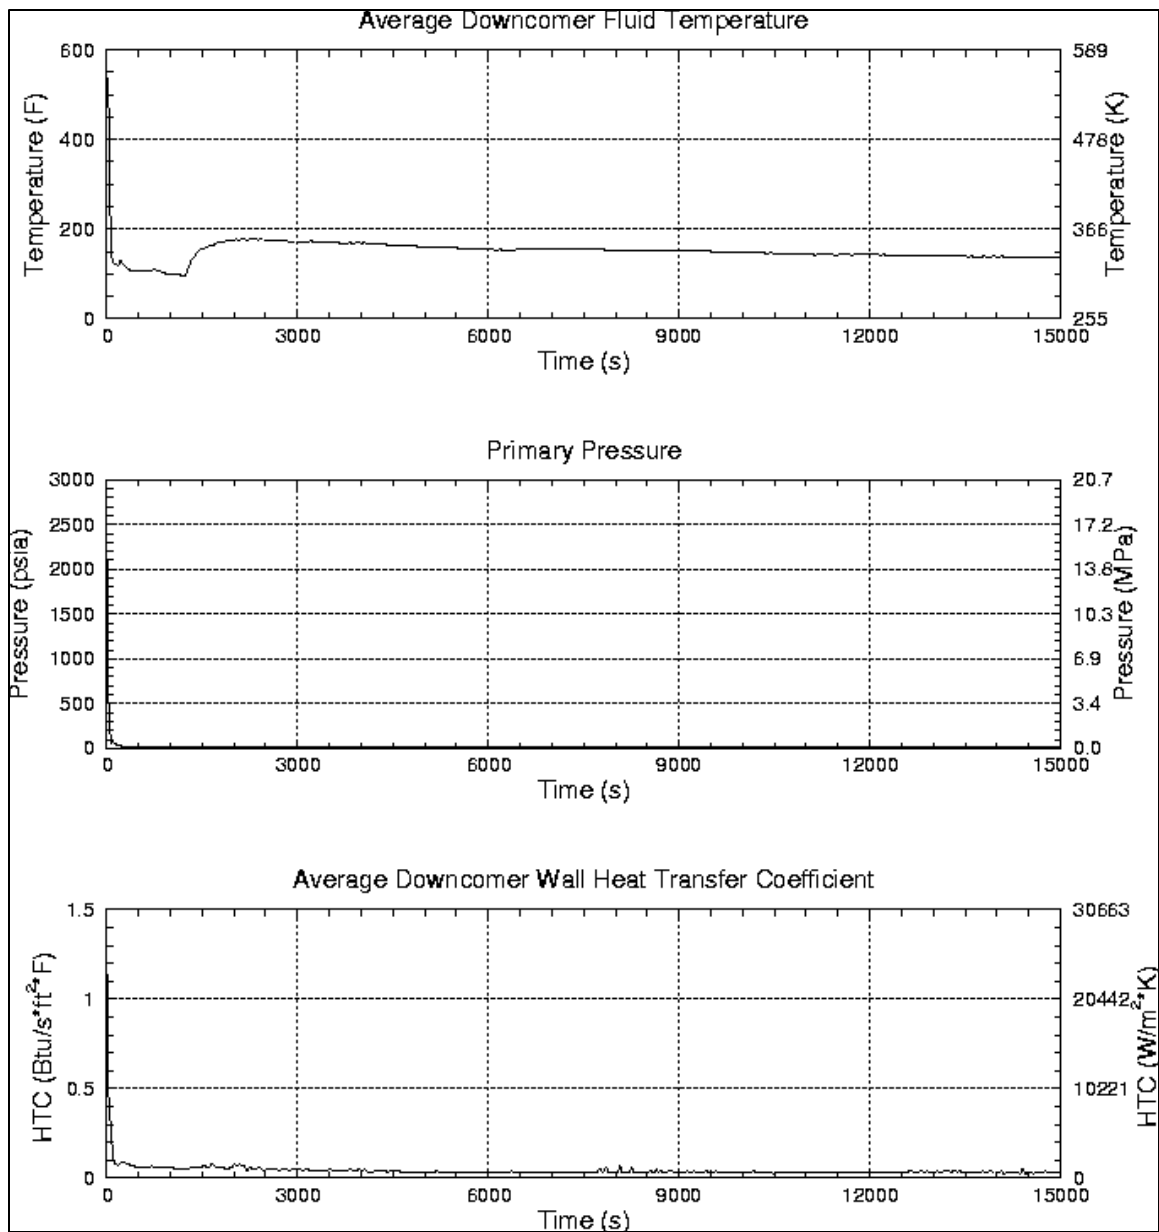 Average Downcomer Fluid Temperature
600
400
200
0
Temperature (F)
589
478
366
255
Temperature (K)
0 3000 6000 9000 12000 15000
Time (s)
Primary Pressure
3000
2500
2000
1500
1000
500
0
Pressure (psia)
20.7
17.2
13.8
10.3
6.9
3.4
0.0
Pressure (MPa)
0 3000 6000 9000 12000 15000
Time (s)
Average Downcomer Wall Heat Transfer Coefficient
1.5
1
0.5
0
HTC (Btu/s*ft²*F)
30663
20442
10221
0
HTC (W/m²*K)
0 3000 6000 9000 12000 15000
Time (s)